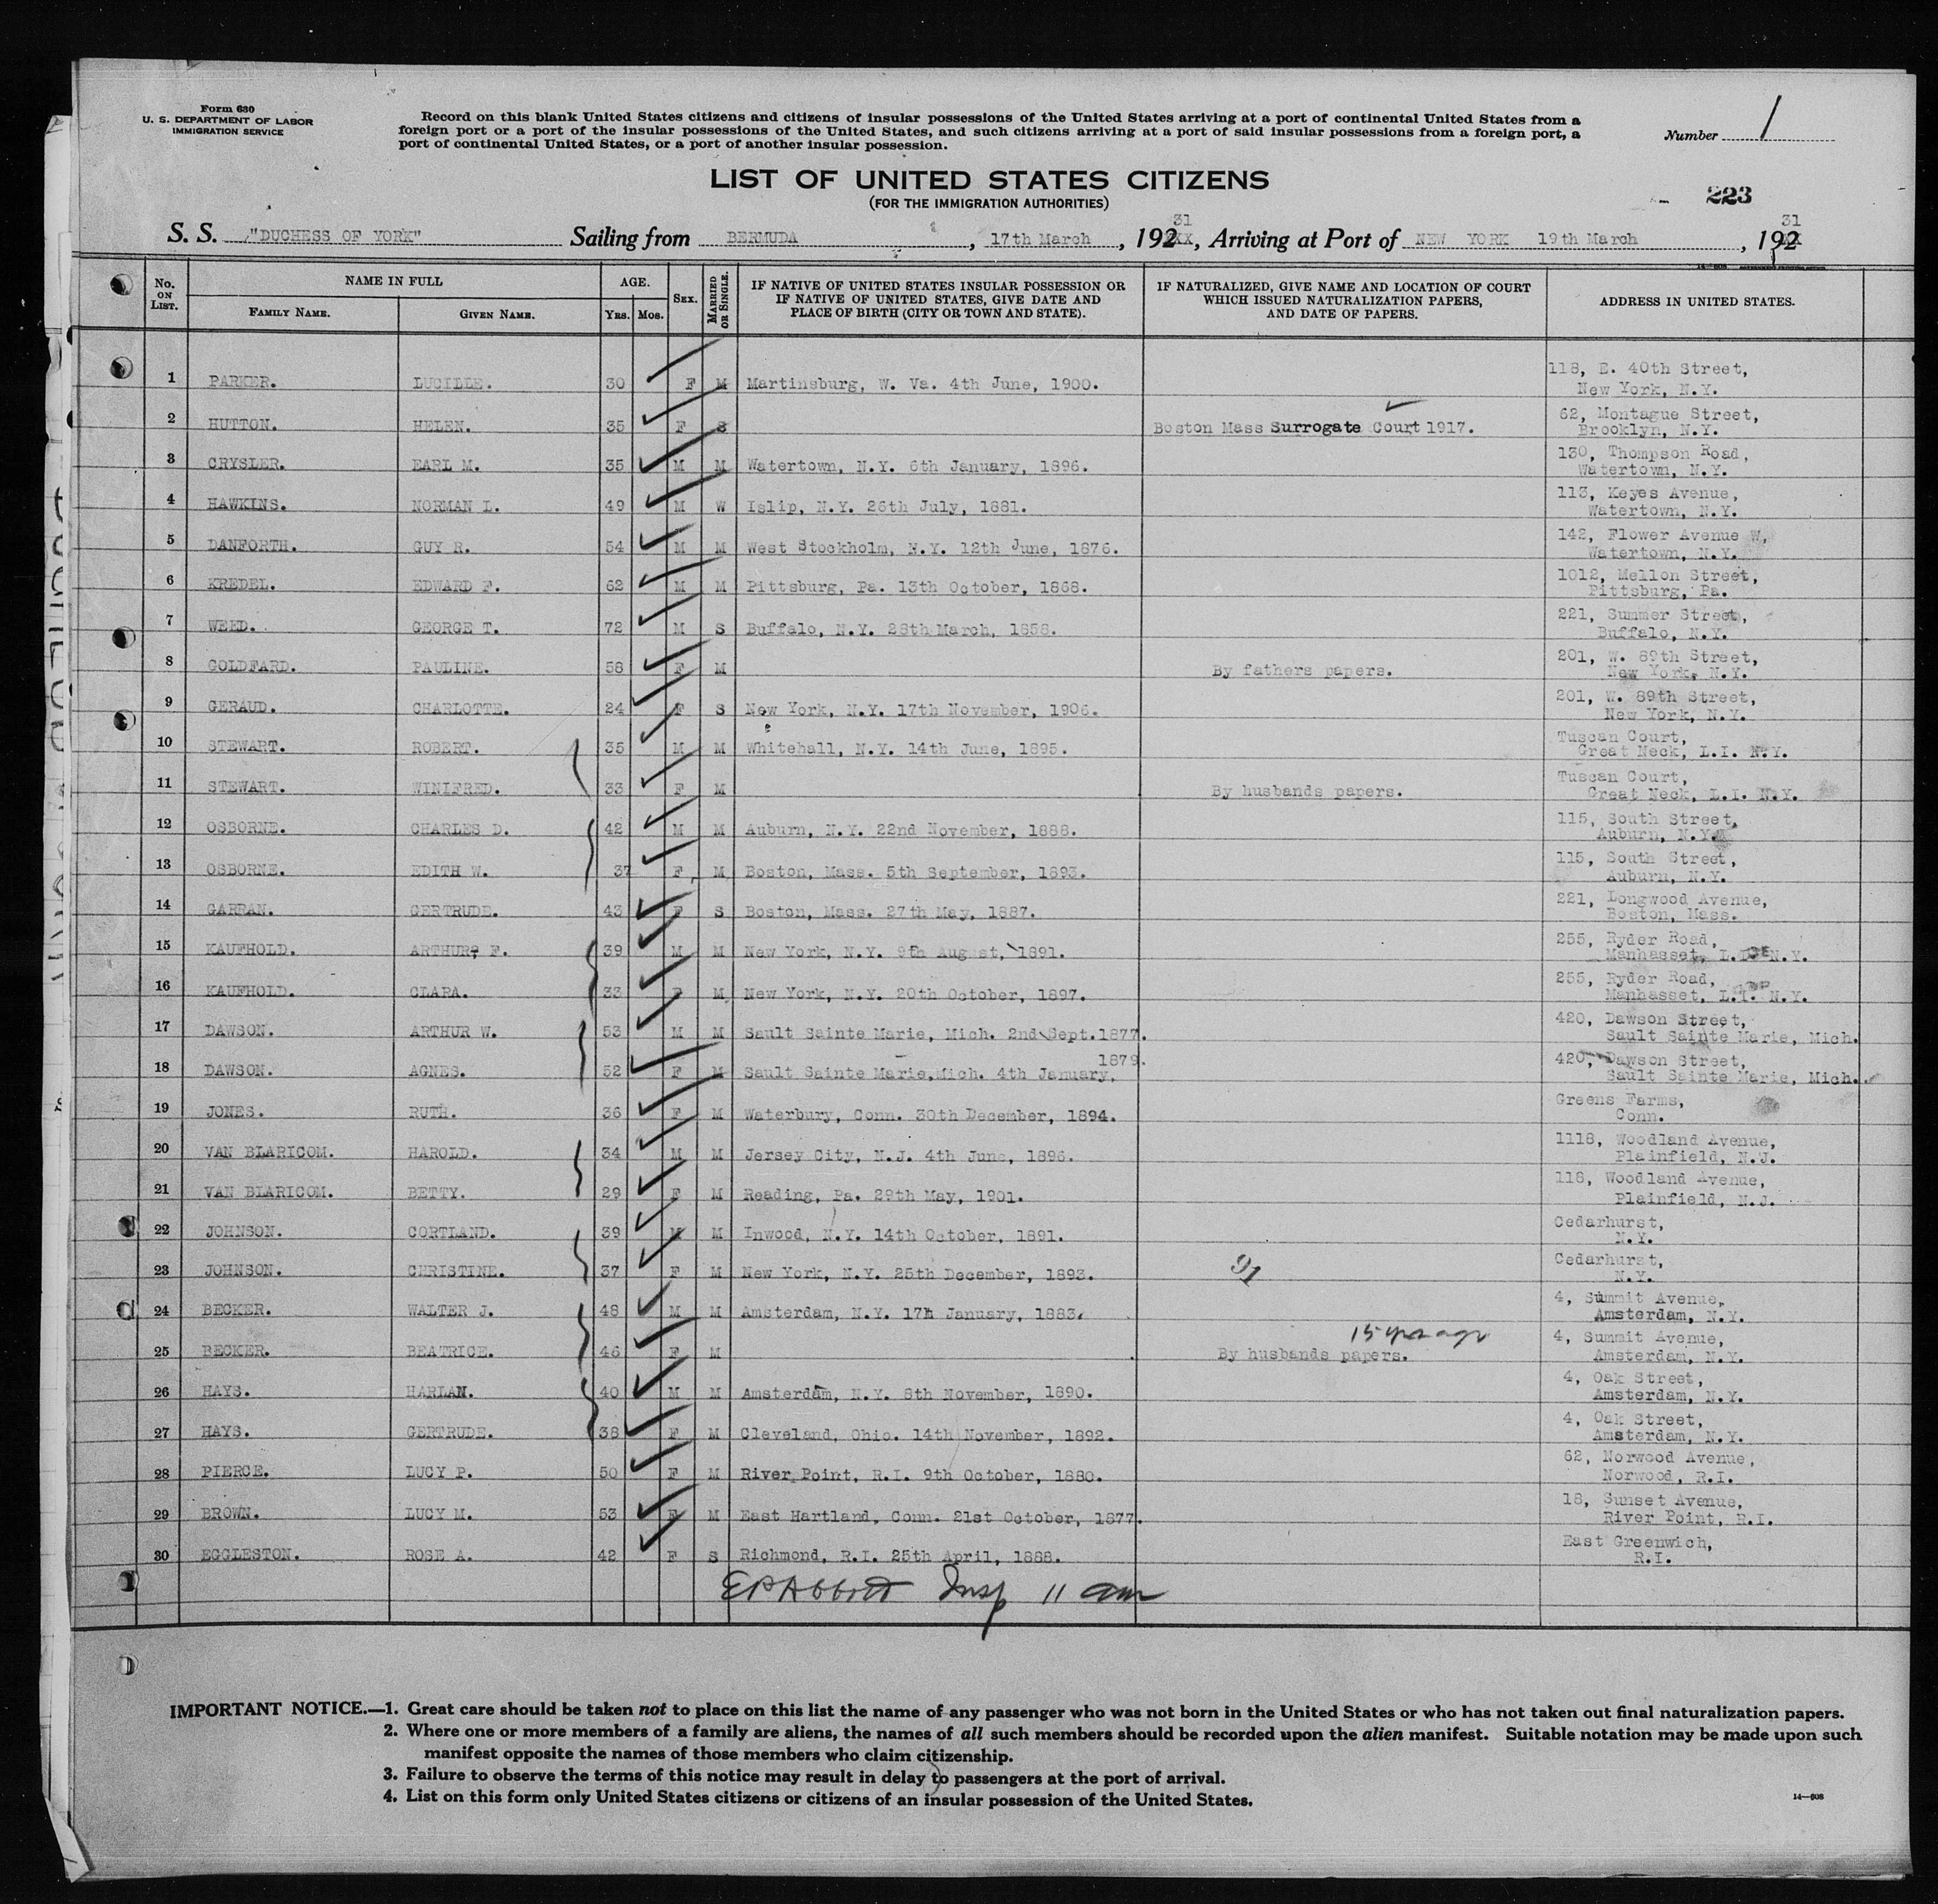 Form 630
U. S. DEPARTMENT OF LABOR
IMMIGRATION SERVICE
Record on this blank United States citizens and citizens of insular possessions of the United States arriving at a port of continental United States from a
foreign port or a port of the insular possessions of the United States, and such citizens arriving at a port of said insular possessions from a foreign port, a
port of continental United States, or a port of another insular possession.
Number 1
LIST OF UNITED STATES CITIZENS
(FOR THE IMMIGRATION AUTHORITIES)
223
S. S. "DUCHESS OF YORK" Sailing from BERMUDA, 17th March, 192XX 31, Arriving at Port of NEW YORK 19th March, 192XX 31
No. ON LIST. NAME IN FULL AGE. SEX. MARRIED OR SINGLE. IF NATIVE OF UNITED STATES INSULAR POSSESSION OR IF NATIVE OF UNITED STATES, GIVE DATE AND PLACE OF BIRTH (CITY OR TOWN AND STATE). IF NATURALIZED, GIVE NAME AND LOCATION OF COURT WHICH ISSUED NATURALIZATION PAPERS, AND DATE OF PAPERS. ADDRESS IN UNITED STATES.
FAMILY NAME. GIVEN NAME. YRS. MOS.
1 PARKER. LUCILLE. 30 F M Martinsburg, W. Va. 4th June, 1900. 118, E. 40th Street, New York, N.Y.
2 HUTTON. HELEN. 35 F S Boston Mass Surrogate Court 1917. 62, Montague Street, Brooklyn, N.Y.
3 CRYSLER. EARL M. 35 M M Watertown, N.Y. 6th January, 1896. 130, Thompson Road, Watertown, N.Y.
4 HAWKINS. NORMAN L. 49 M W Islip, N.Y. 26th July, 1881. 113, Keyes Avenue, Watertown, N.Y.
5 DANFORTH. GUY R. 54 M M West Stockholm, N.Y. 12th June, 1876. 142, Flower Avenue W, Watertown, N.Y.
6 KREDEL. EDWARD F. 62 M M Pittsburg, Pa. 13th October, 1868. 1012, Mellon Street, Pittsburg, Pa.
7 WEED. GEORGE T. 72 M S Buffalo, N.Y. 28th March, 1858. 221, Summer Street, Buffalo, N.Y.
8 GOLDFARD. PAULINE. 58 F M By fathers papers. 201, W. 89th Street, New York, N.Y.
9 GERAUD. CHARLOTTE. 24 F S New York, N.Y. 17th November, 1906. 201, W. 89th Street, New York, N.Y.
10 STEWART. ROBERT. 35 M M Whitehall, N.Y. 14th June, 1895. Tuscan Court, Great Neck, L.I. N.Y.
11 STEWART. WINIFRED. 33 F M By husbands papers. Tuscan Court, Great Neck, L.I. N.Y.
12 OSBORNE. CHARLES D. 42 M M Auburn, N.Y. 22nd November, 1888. 115, South Street, Auburn, N.Y.
13 OSBORNE. EDITH W. 37 F M Boston, Mass. 5th September, 1893. 115, South Street, Auburn, N.Y.
14 GARRAN. GERTRUDE. 43 F S Boston, Mass. 27th May, 1887. 221, Longwood Avenue, Boston, Mass.
15 KAUFHOLD. ARTHUR F. 39 M M New York, N.Y. 9th August, 1891. 255, Ryder Road, Manhasset, L.I. N.Y.
16 KAUFHOLD. CLARA. 33 F M New York, N.Y. 20th October, 1897. 255, Ryder Road, Manhasset, L.I. N.Y.
17 DAWSON. ARTHUR W. 53 M M Sault Sainte Marie, Mich. 2nd Sept. 1877. 420, Dawson Street, Sault Sainte Marie, Mich.
18 DAWSON. AGNES. 52 F M Sault Sainte Marie, Mich. 4th January, 1879. 420, Dawson Street, Sault Sainte Marie, Mich.
19 JONES. RUTH. 36 F M Waterbury, Conn. 30th December, 1894. Greens Farms, Conn.
20 VAN BLARICOM. HAROLD. 34 M M Jersey City, N.J. 4th June, 1896. 1118, Woodland Avenue, Plainfield, N.J.
21 VAN BLARICOM. BETTY. 29 F M Reading, Pa. 29th May, 1901. 118, Woodland Avenue, Plainfield, N.J.
22 JOHNSON. CORTLAND. 39 M M Inwood, N.Y. 14th October, 1891. Cedarhurst, N.Y.
23 JOHNSON. CHRISTINE. 37 F M New York, N.Y. 25th December, 1893. Cedarhurst, N.Y.
24 BECKER. WALTER J. 48 M M Amsterdam, N.Y. 17h January, 1883. 4, Summit Avenue, Amsterdam, N.Y.
25 BECKER. BEATRICE. 46 F M By husbands papers. 15 yrs ago 4, Summit Avenue, Amsterdam, N.Y.
26 HAYS. HARLAN. 40 M M Amsterdam, N.Y. 8th November, 1890. 4, Oak Street, Amsterdam, N.Y.
27 HAYS. GERTRUDE. 38 F M Cleveland, Ohio. 14th November, 1892. 4, Oak Street, Amsterdam, N.Y.
28 PIERCE. LUCY P. 50 F M River Point, R.I. 9th October, 1880. 62, Norwood Avenue, Norwood, R.I.
29 BROWN. LUCY M. 53 F M East Hartland, Conn. 21st October, 1877. 18, Sunset Avenue, River Point, R.I.
30 EGGLESTON. ROSE A. 42 F S Richmond, R.I. 25th April, 1888. East Greenwich, R.I.
EP Abbott Insp 11 am
IMPORTANT NOTICE.—1. Great care should be taken not to place on this list the name of any passenger who was not born in the United States or who has not taken out final naturalization papers.
2. Where one or more members of a family are aliens, the names of all such members should be recorded upon the alien manifest. Suitable notation may be made upon such
manifest opposite the names of those members who claim citizenship.
3. Failure to observe the terms of this notice may result in delay to passengers at the port of arrival.
4. List on this form only United States citizens or citizens of an insular possession of the United States.
14—608